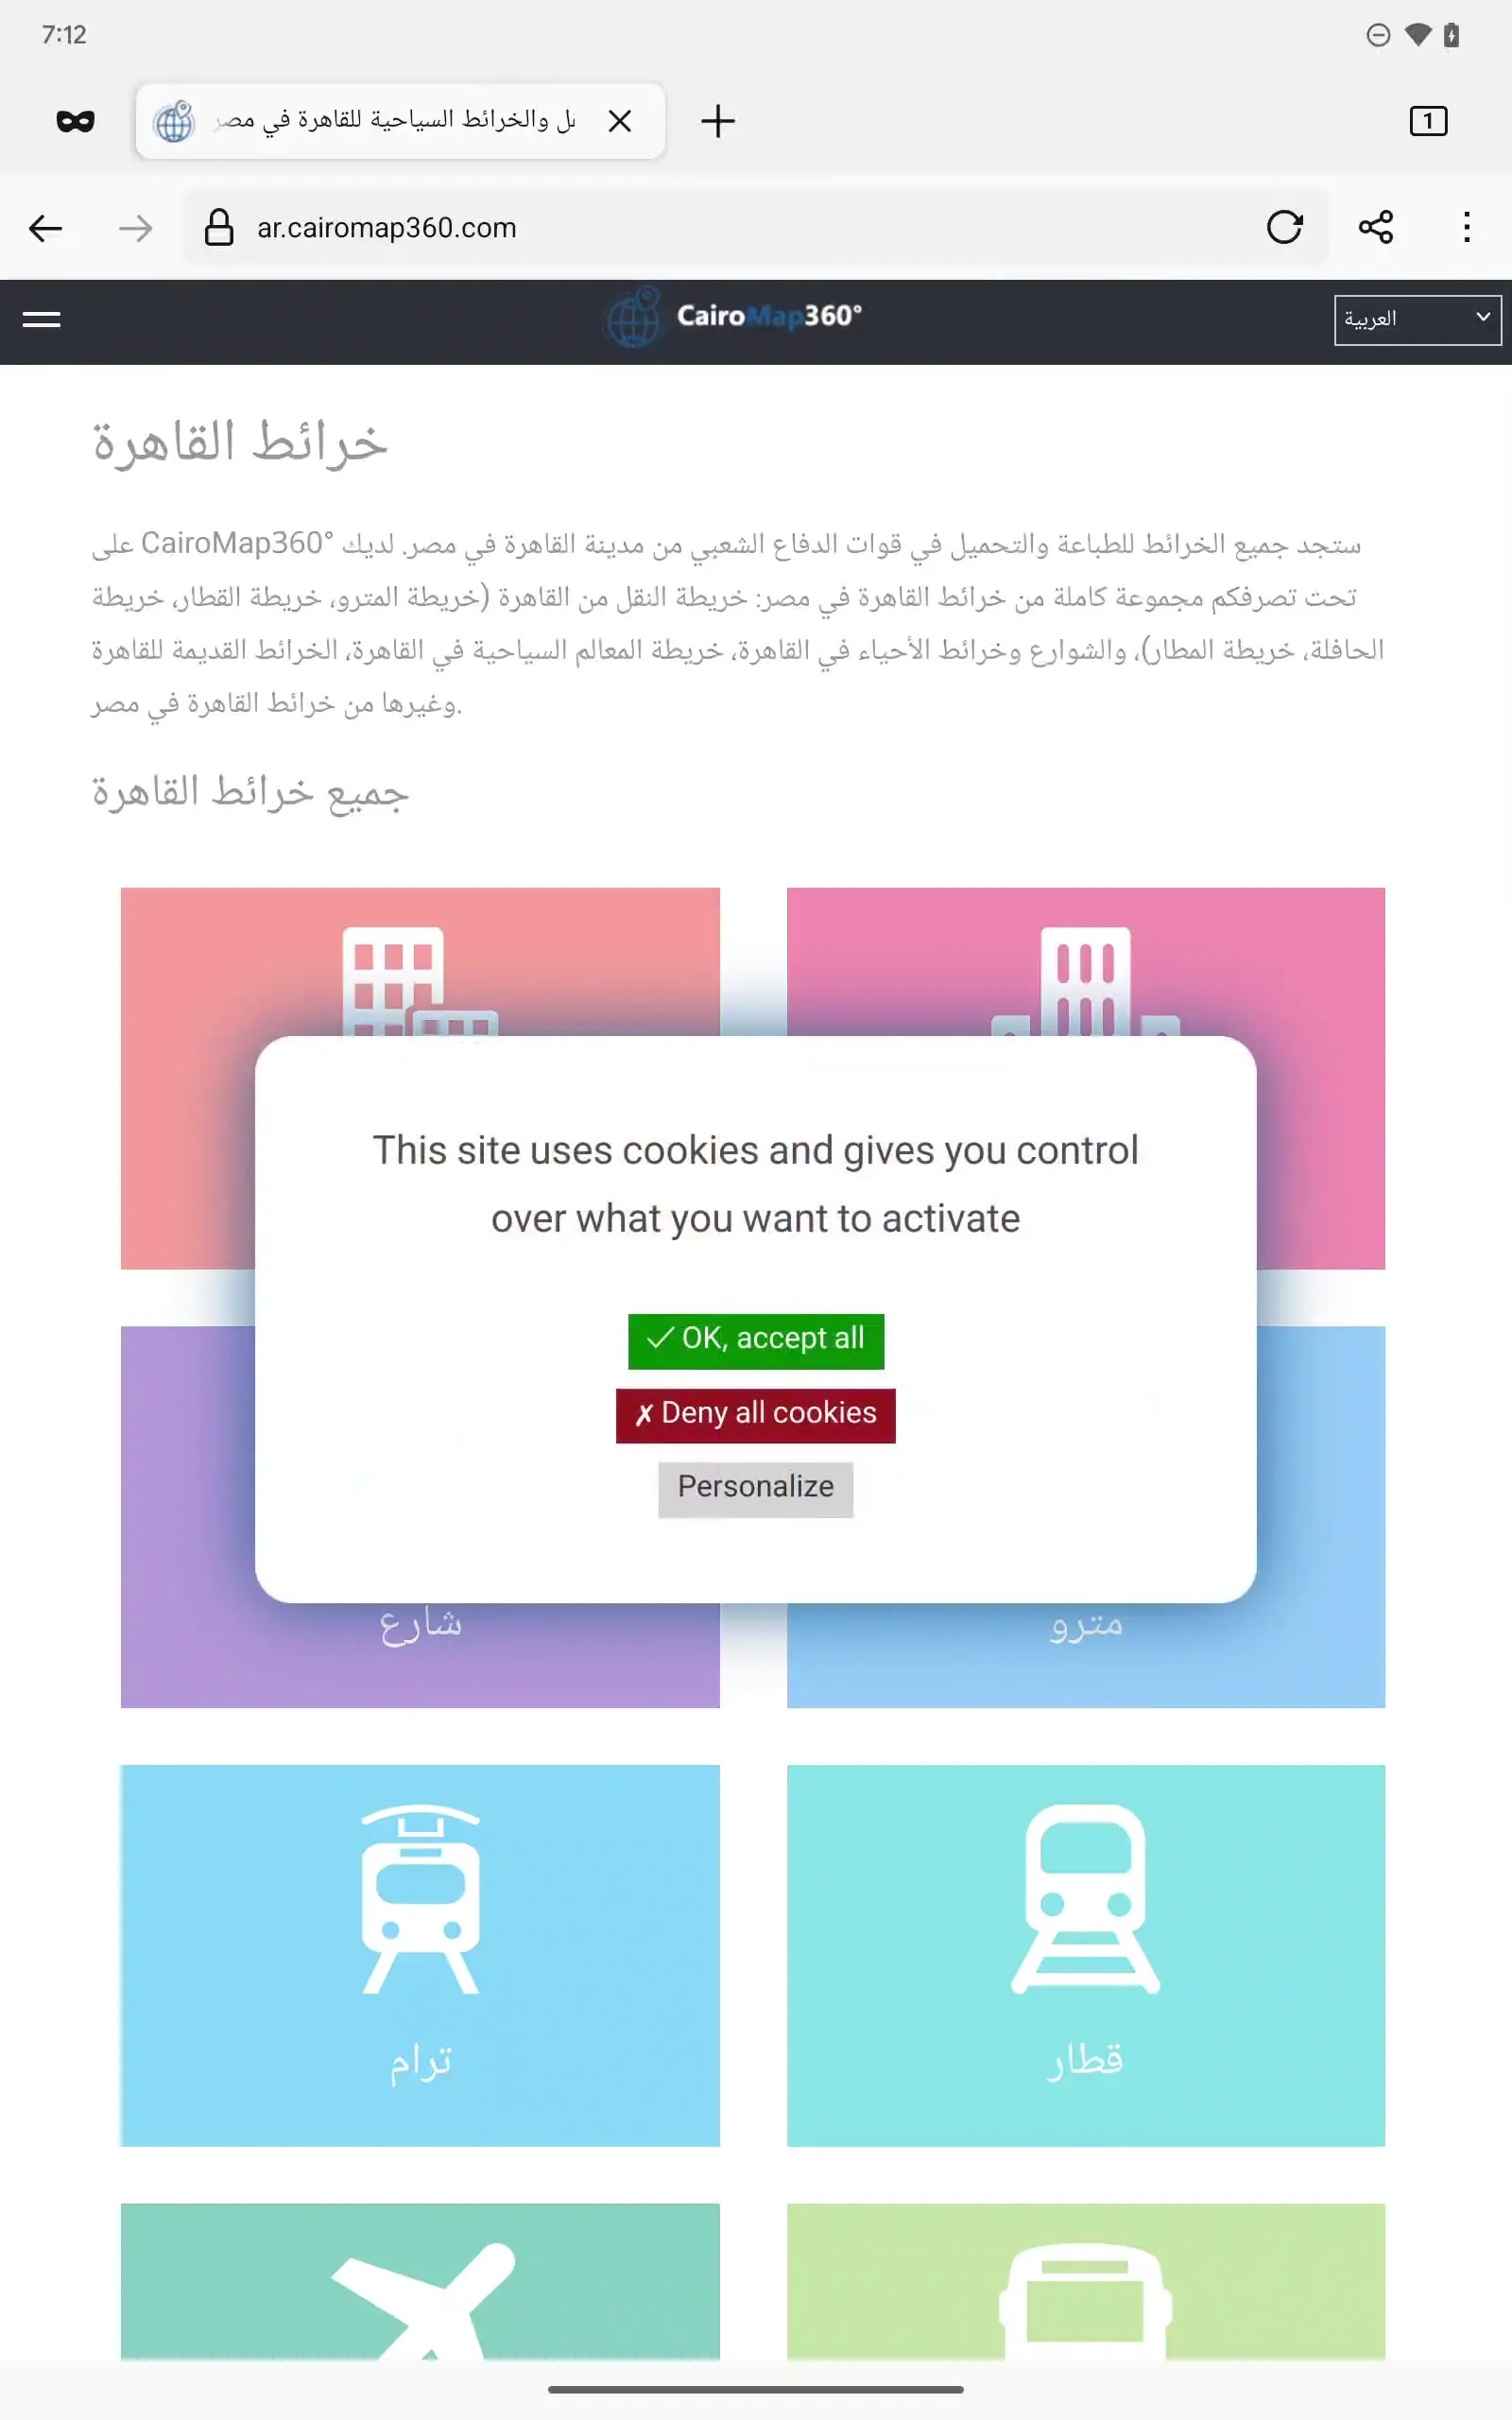 7:12
ل والخرائط السياحية للقاهرة في مصر
1
ar.cairomap360.com
CairoMap360°
العربية
خرائط القاهرة
على CairoMap360° ستجد جميع الخرائط للطباعة والتحميل في قوات الدفاع الشعبي من مدينة القاهرة في مصر. لديك
تحت تصرفكم مجموعة كاملة من خرائط القاهرة في مصر: خريطة النقل من القاهرة (خريطة المترو، خريطة القطار، خريطة
الحافلة، خريطة المطار)، والشوارع وخرائط الأحياء في القاهرة، خريطة المعالم السياحية في القاهرة، الخرائط القديمة للقاهرة
وغيرها من خرائط القاهرة في مصر.
جميع خرائط القاهرة
This site uses cookies and gives you control
over what you want to activate
✓ OK, accept all
✗ Deny all cookies
Personalize
شارع
مترو
ترام
قطار